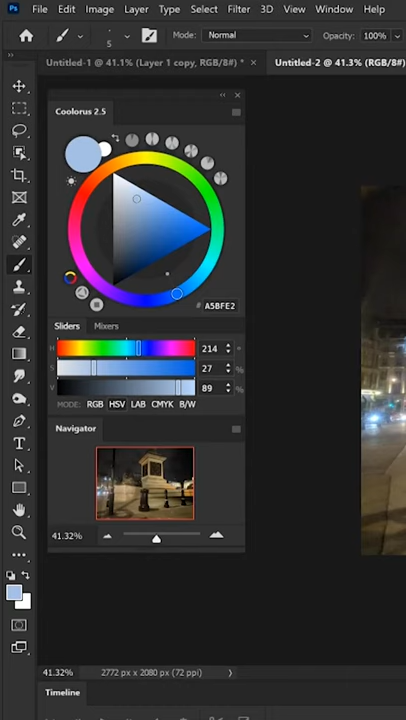 Ps File Edit Image Layer Type Select Filter 3D View Window Help
5 Mode: Normal Opacity: 100%
Untitled-1 @ 41.1% (Layer 1 copy, RGB/8#) * × Untitled-2 @ 41.3% (RGB/8#)
Coolorus 2.5
# A5BFE2
Sliders Mixers
H 214 °
S 27 %
V 89 %
MODE: RGB HSV LAB CMYK B/W
Navigator
41.32%
T
41.32% 2772 px x 2080 px (72 ppi)
Timeline